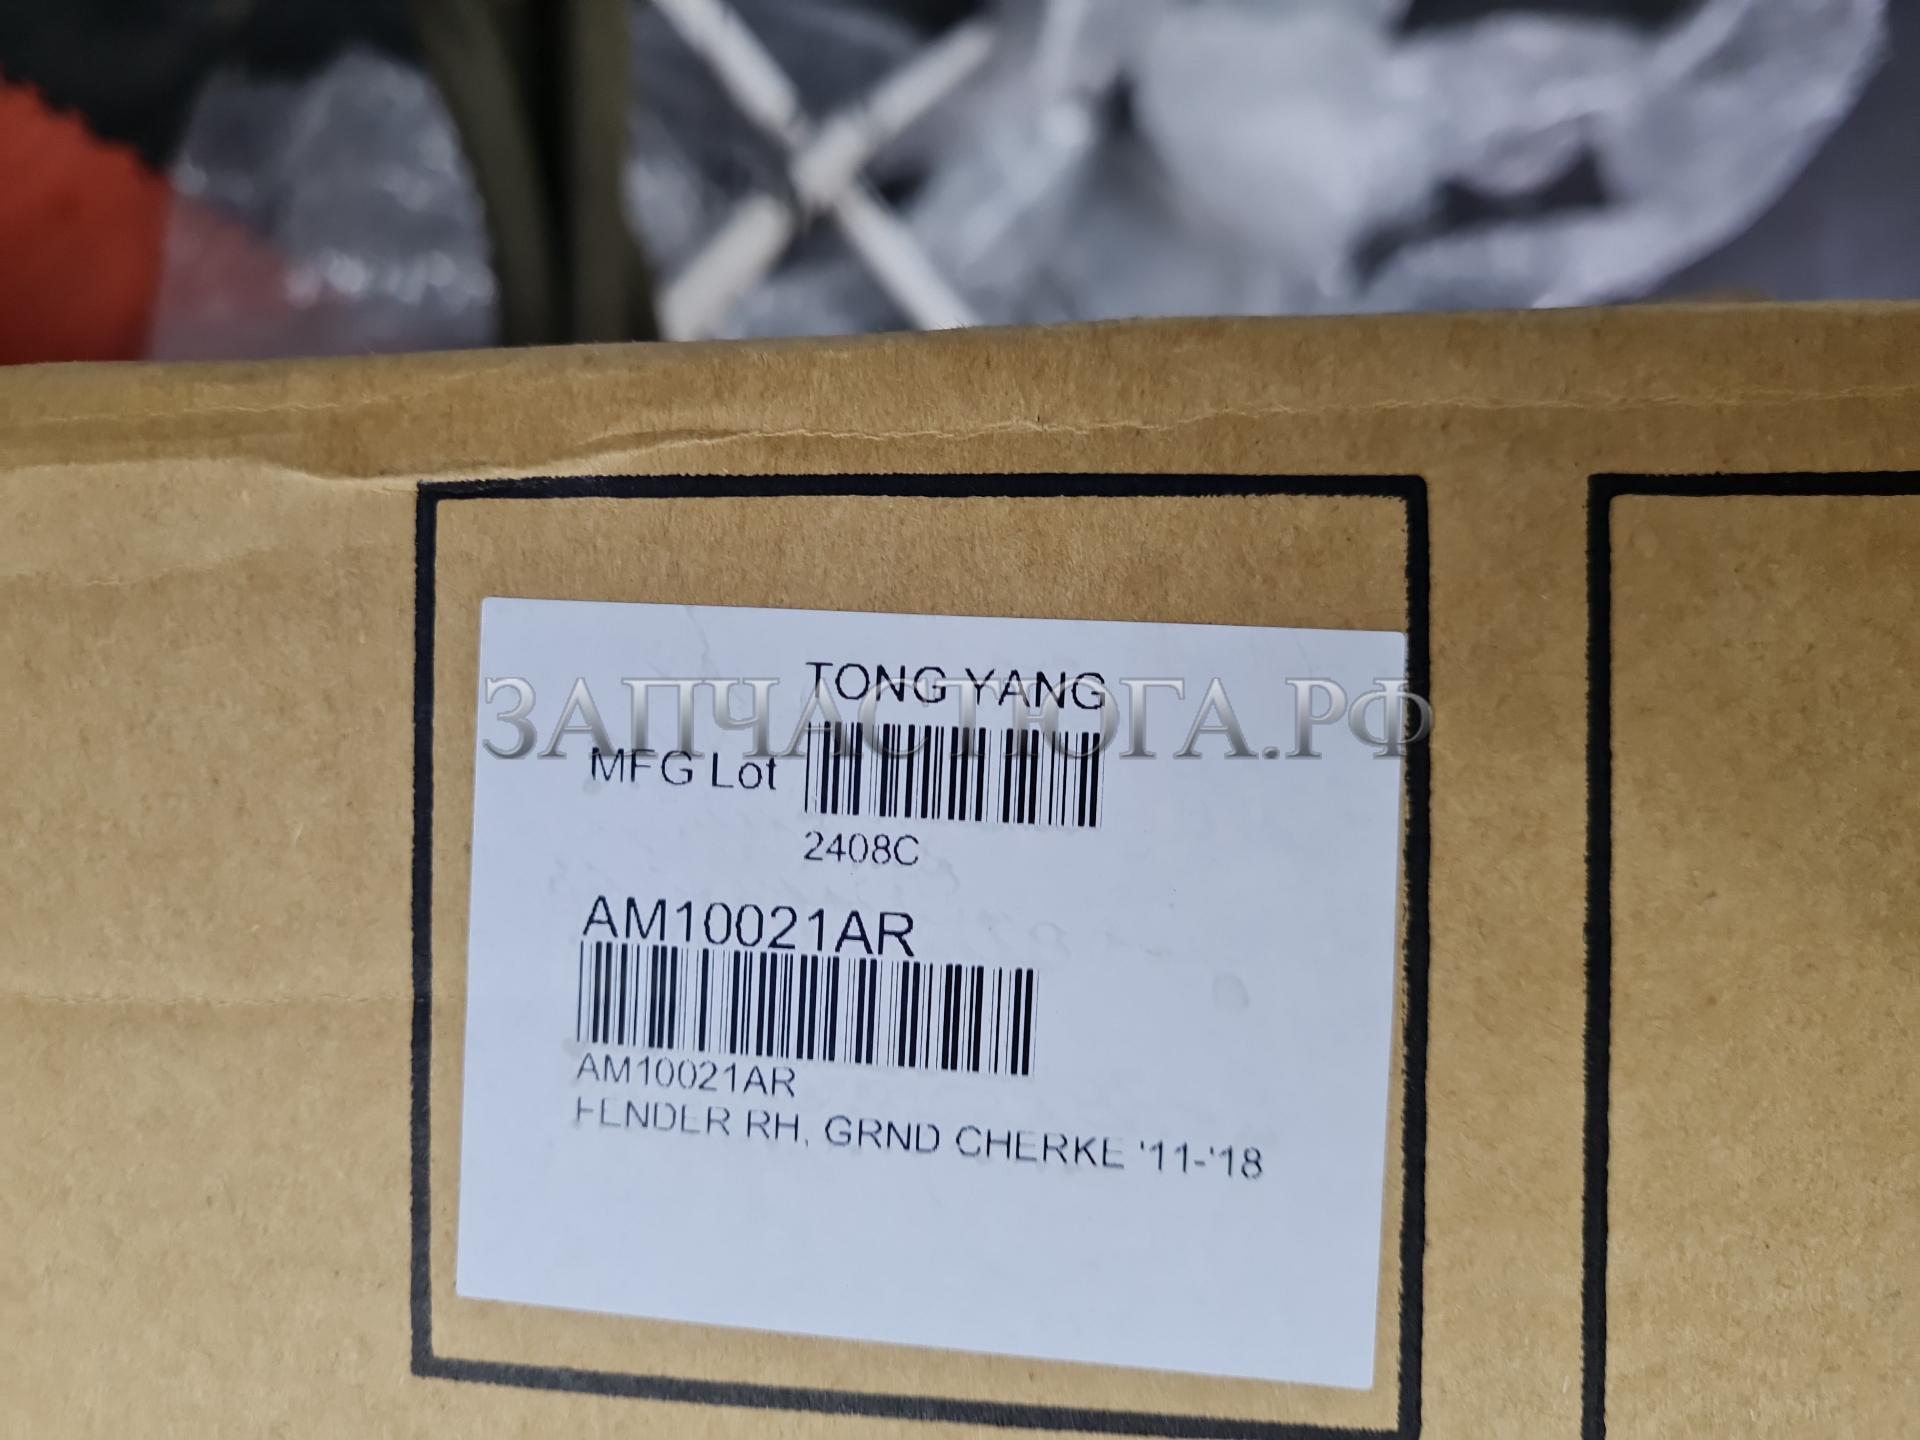 TONG YANG
ЗАПЧАСТЮГА.РФ
MFG Lot
2408C
AM10021AR
AM10021AR
FENDER RH, GRND CHERKE '11-'18